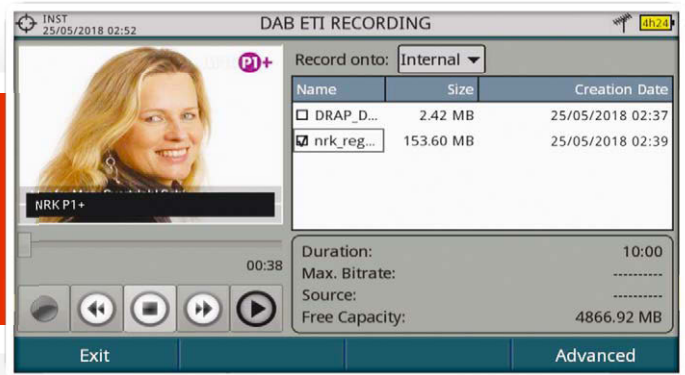 INST
25/05/2018 02:52
DAB ETI RECORDING
4h24
P1+
NRK P1+
00:38
Record onto: Internal
Name Size Creation Date
DRAP_D... 2.42 MB 25/05/2018 02:37
nrk_reg... 153.60 MB 25/05/2018 02:39
Duration: 10:00
Max. Bitrate: ----------
Source: ----------
Free Capacity: 4866.92 MB
Exit
Advanced